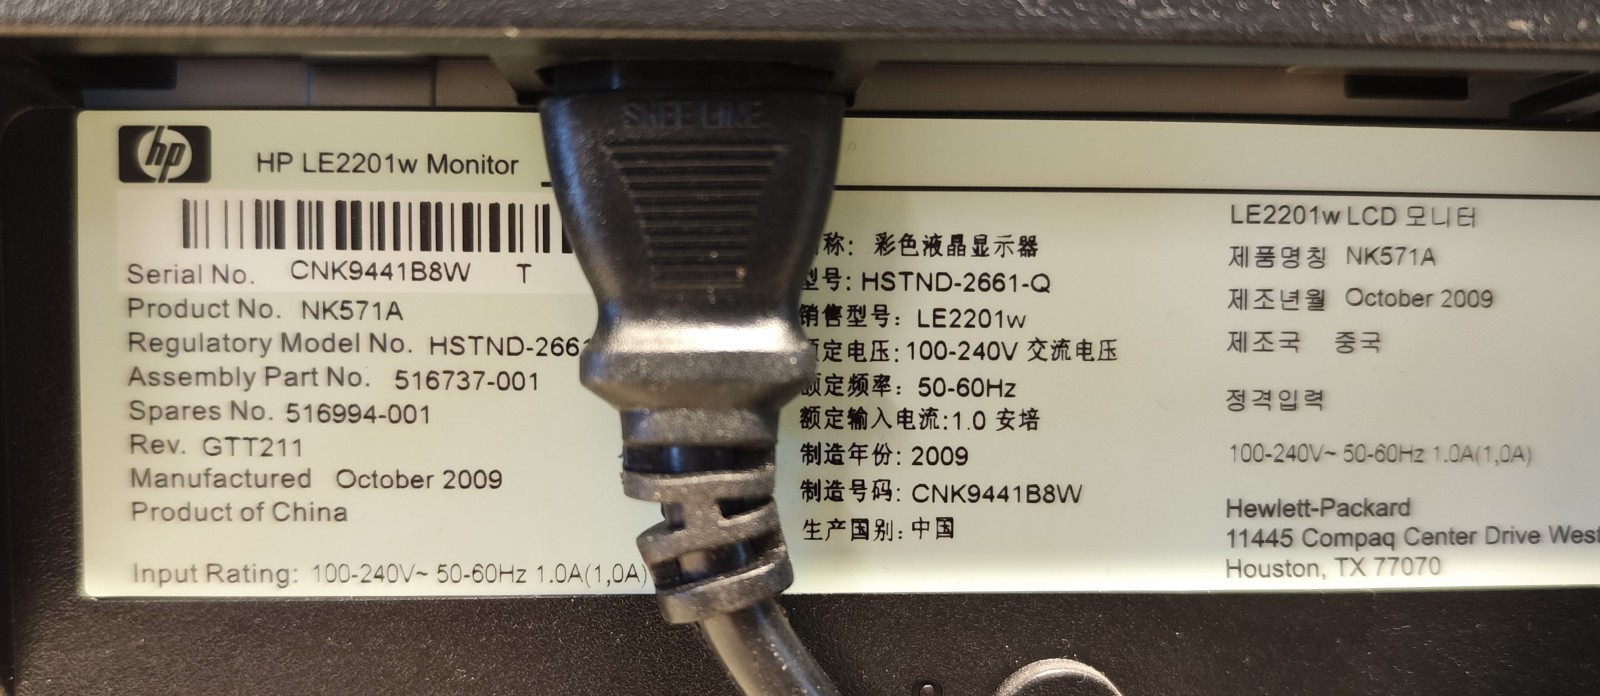 SAFE LINE
hp
HP LE2201w Monitor
Serial No. CNK9441B8W T
Product No. NK571A
Regulatory Model No. HSTND-266
Assembly Part No. 516737-001
Spares No. 516994-001
Rev. GTT211
Manufactured October 2009
Product of China
Input Rating: 100-240V~ 50-60Hz 1.0A(1,0A)
称: 彩色液晶显示器
型号: HSTND-2661-Q
销售型号: LE2201w
额定电压: 100-240V 交流电压
额定频率: 50-60Hz
额定输入电流:1.0 安培
制造年份: 2009
制造号码: CNK9441B8W
生产国别: 中国
LE2201w LCD 모니터
제품명칭 NK571A
제조년월 October 2009
제조국 중국
정격입력
100-240V~ 50-60Hz 1.0A(1,0A)
Hewlett-Packard
11445 Compaq Center Drive West
Houston, TX 77070